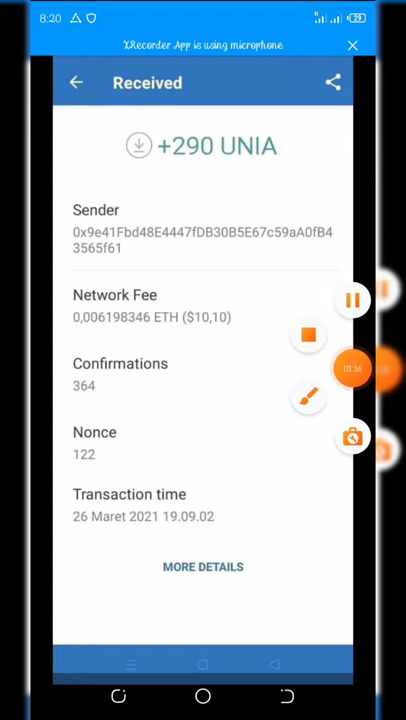 8:20
29
XRecorder App is using microphone
Received
+290 UNIA
Sender
0x9e41Fbd48E4447fDB30B5E67c59aA0fB4
3565f61
Network Fee
0,006198346 ETH ($10,10)
Confirmations
364
01:16
Nonce
122
Transaction time
26 Maret 2021 19.09.02
MORE DETAILS